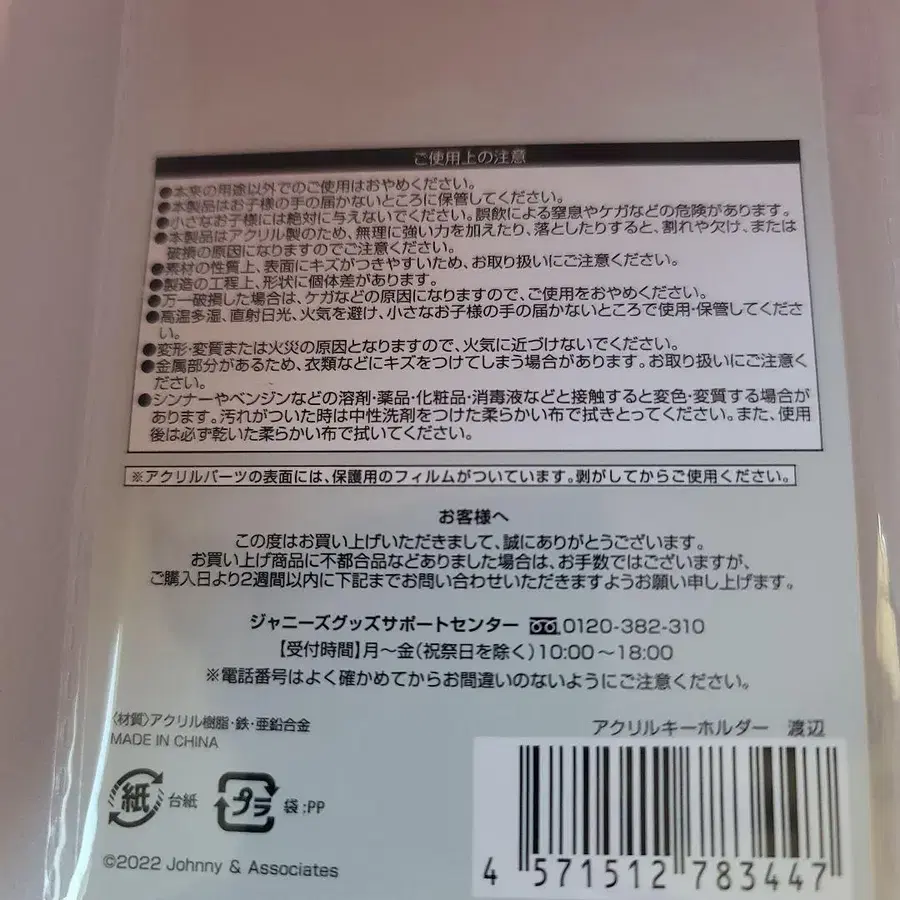 ご使用上の注意
●本来の用途以外でのご使用はおやめください。
●本製品はお子様の手の届かないところに保管してください。
●小さなお子様には絶対に与えないでください。誤飲による窒息やケガなどの危険があります。
●本製品はアクリル製のため、無理に強い力を加えたり、落としたりすると、割れや欠け、または
破損の原因になりますのでご注意ください。
●素材の性質上、表面にキズがつきやすいため、お取り扱いにご注意ください。
●製造の工程上、形状に個体差があります。
●万一破損した場合は、ケガなどの原因になりますので、ご使用をおやめください。
●高温多湿、直射日光、火気を避け、小さなお子様の手の届かないところで使用・保管してくださ
い。
●変形・変質または火災の原因となりますので、火気に近づけないでください。
●金属部分があるため、衣類などにキズをつけてしまう場合があります。お取り扱いにご注意く
ださい。
●シンナーやベンジンなどの溶剤・薬品・化粧品・消毒液などと接触すると変色・変質する場合が
あります。汚れがついた時は中性洗剤をつけた柔らかい布で拭きとってください。また、使用
後は必ず乾いた柔らかい布で拭いてください。
※アクリルパーツの表面には、保護用のフィルムがついています。剥がしてからご使用ください。
お客様へ
この度はお買い上げいただきまして、誠にありがとうございます。
お買い上げ商品に不都合品などありました場合は、お手数ではございますが、
ご購入日より2週間以内に下記までお問い合わせいただきますようお願い申し上げます。
ジャニーズグッズサポートセンター 0120-382-310
【受付時間】月〜金(祝祭日を除く)10:00〜18:00
※電話番号はよく確かめてからお間違いのないようにご注意ください。
〈材質〉アクリル樹脂・鉄・亜鉛合金
MADE IN CHINA
アクリルキーホルダー 渡辺
紙 台紙 プラ 袋:PP
©2022 Johnny & Associates
4 571512 783447